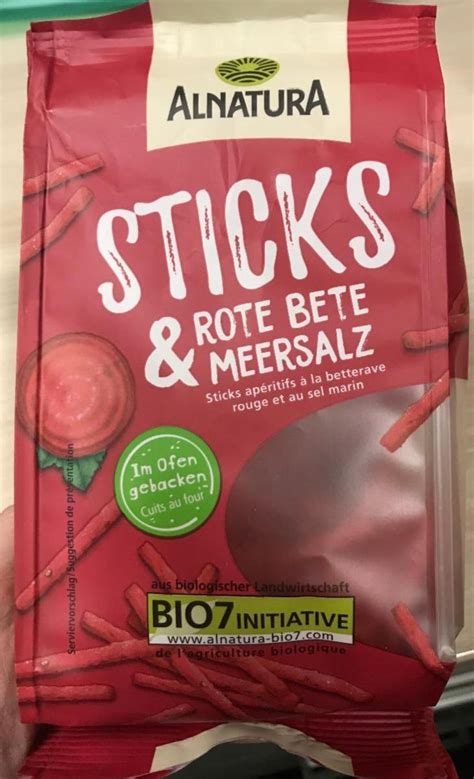 ALNATURA
STICKS
& ROTE BETE
MEERSALZ
Sticks apéritifs à la betterave
rouge et au sel marin
Im Ofen
gebacken
Cuits au four
Serviervorschlag/Suggestion de présentation
aus biologischer Landwirtschaft
BIO7 INITIATIVE
www.alnatura-bio7.com
de l'agriculture biologique